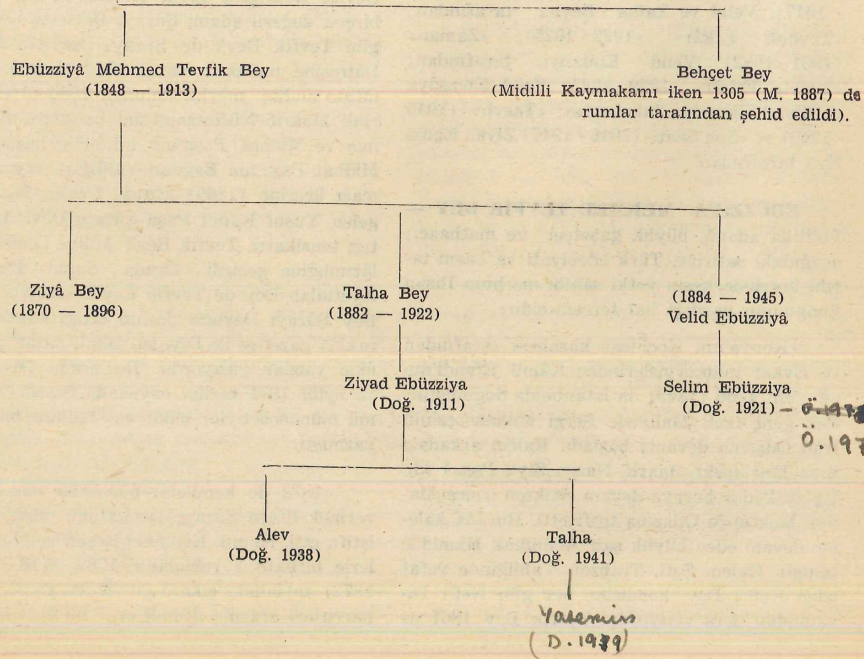 Ebüzziyâ Mehmed Tevfik Bey
(1848 — 1913)
Behçet Bey
(Midilli Kaymakamı iken 1305 (M. 1887) de
rumlar tarafından şehid edildi).
Ziyâ Bey
(1870 — 1896)
Talha Bey
(1882 — 1922)
(1884 — 1945)
Velid Ebüzziyâ
Ziyad Ebüzziya
(Doğ. 1911)
Selim Ebüzziya
(Doğ. 1921) –
Ö. 197
Alev
(Doğ. 1938)
Talha
(Doğ. 1941)
Yasemin